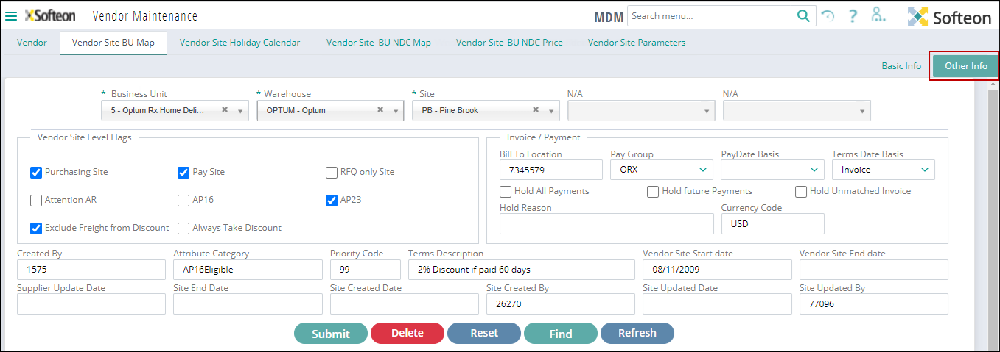 Softeon Vendor Maintenance MDM Search menu... ? Softeon
Vendor Vendor Site BU Map Vendor Site Holiday Calendar Vendor Site BU NDC Map Vendor Site BU NDC Price Vendor Site Parameters
Basic Info Other Info
* Business Unit * Warehouse * Site N/A N/A
5 - Optum Rx Home Deli... OPTUM - Optum PB - Pine Brook
Vendor Site Level Flags Invoice / Payment
Bill To Location Pay Group PayDate Basis Terms Date Basis
Purchasing Site Pay Site RFQ only Site 7345579 ORX Invoice
Attention AR AP16 AP23 Hold All Payments Hold future Payments Hold Unmatched Invoice
Hold Reason Currency Code
Exclude Freight from Discount Always Take Discount USD
Created By Attribute Category Priority Code Terms Description Vendor Site Start date Vendor Site End date
1575 AP16Eligible 99 2% Discount if paid 60 days 08/11/2009
Supplier Update Date Site End Date Site Created Date Site Created By Site Updated Date Site Updated By
26270 77096
Submit Delete Reset Find Refresh